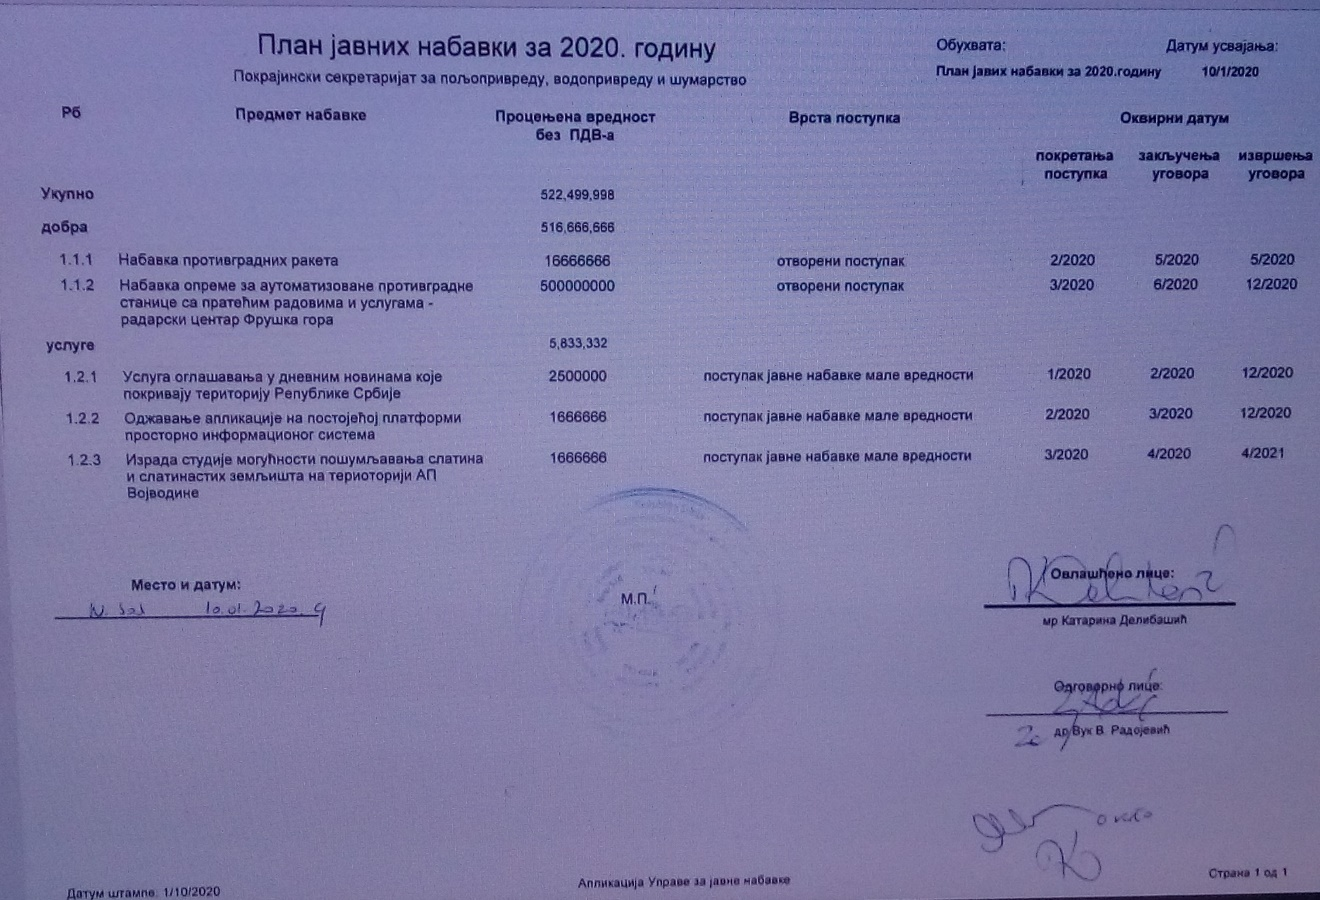 План јавних набавки за 2020. годину
Обухвата:
Датум усвајања:
Покрајински секретаријат за пољопривреду, водопривреду и шумарство
План јавих набавки за 2020.годину
10/1/2020
Рб
Предмет набавке
Процењена вредност
без ПДВ-а
Врста поступка
Оквирни датум
покретања
поступка
закључења
уговора
извршења
уговора
Укупно
522,499,998
добра
516,666,666
1.1.1 Набавка противградних ракета 16666666 отворени поступак 2/2020 5/2020 5/2020
1.1.2 Набавка опреме за аутоматизоване противградне 500000000 отворени поступак 3/2020 6/2020 12/2020
станице са пратећим радовима и услугама -
радарски центар Фрушка гора
услуге
5,833,332
1.2.1 Услуга оглашавања у дневним новинама које 2500000 поступак јавне набавке мале вредности 1/2020 2/2020 12/2020
покривају територију Републике Србије
1.2.2 Оджавање апликације на постојећој платформи 1666666 поступак јавне набавке мале вредности 2/2020 3/2020 12/2020
просторно информационог система
1.2.3 Израда студије могућности пошумљавања слатина 1666666 поступак јавне набавке мале вредности 3/2020 4/2020 4/2021
и слатинастих земљишта на териоторији АП
Војводине
Место и датум:
10.01.2020.
М.П.
Овлашћено лице:
мр Катарина Делибашић
Одговорно лице:
др Вук В. Радојевић
Датум штампе: 1/10/2020
Апликација Управе за јавне набавке
Страна 1 од 1